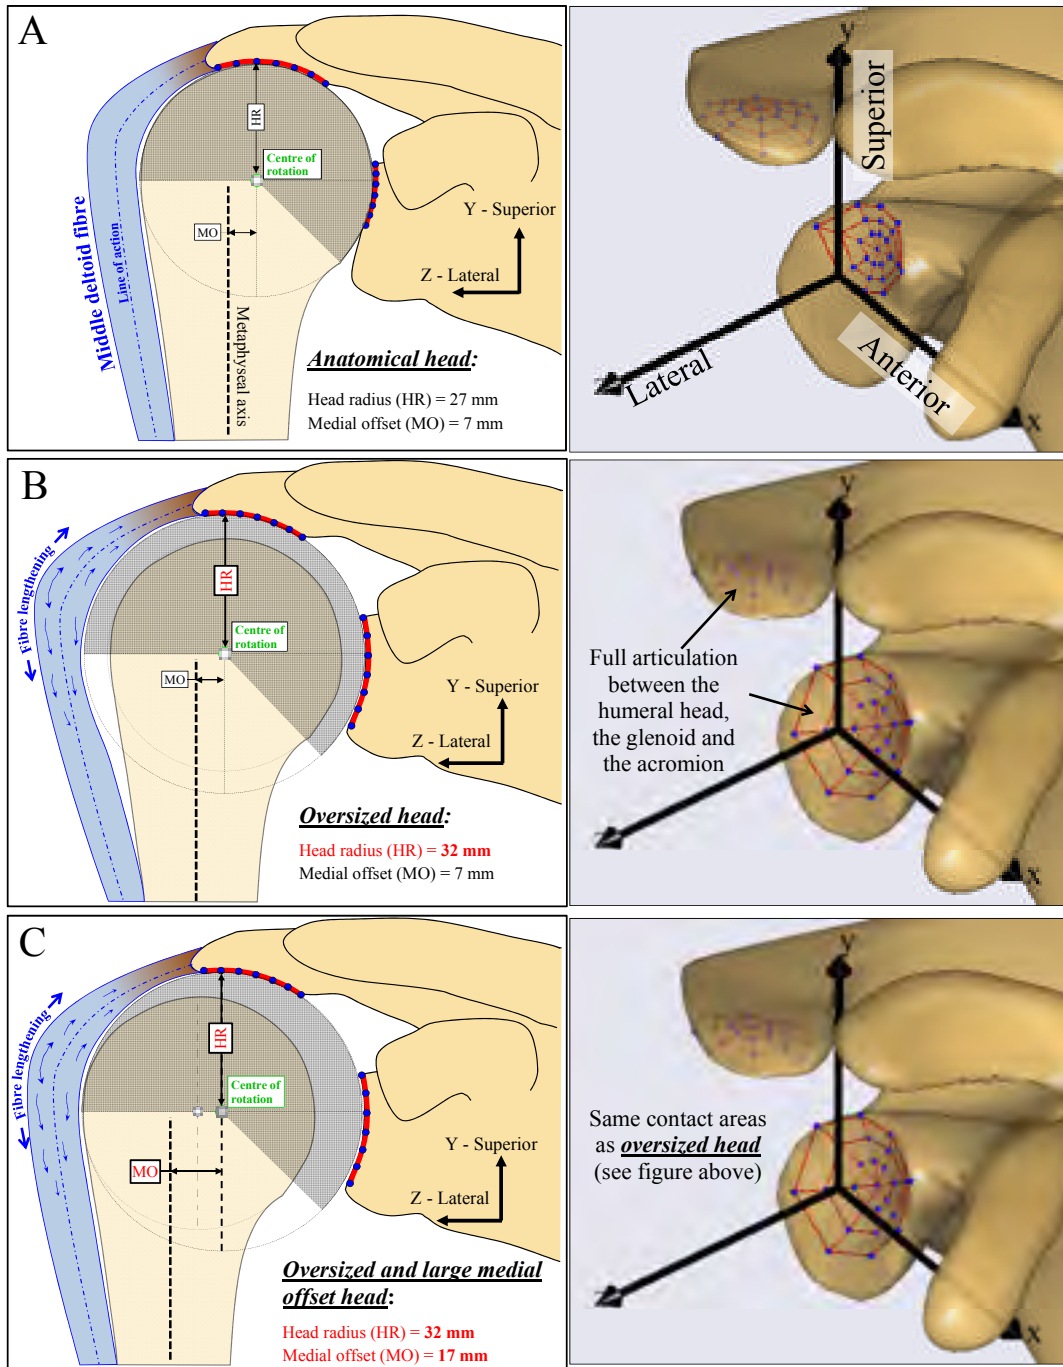 A
HR
Centre of
rotation
MO
Y - Superior
Z - Lateral
Middle deltoid fibre
Line of action
Metaphyseal axis
Anatomical head:
Head radius (HR) = 27 mm
Medial offset (MO) = 7 mm
y
Superior
Lateral
Anterior
x
B
Fibre lengthening
HR
Centre of
rotation
MO
Y - Superior
Z - Lateral
Oversized head:
Head radius (HR) = 32 mm
Medial offset (MO) = 7 mm
y
Full articulation
between the
humeral head,
the glenoid and
the acromion
z
x
C
Fibre lengthening
HR
Centre of
rotation
MO
Y - Superior
Z - Lateral
Oversized and large medial
offset head:
Head radius (HR) = 32 mm
Medial offset (MO) = 17 mm
y
Same contact areas
as oversized head
(see figure above)
z
x